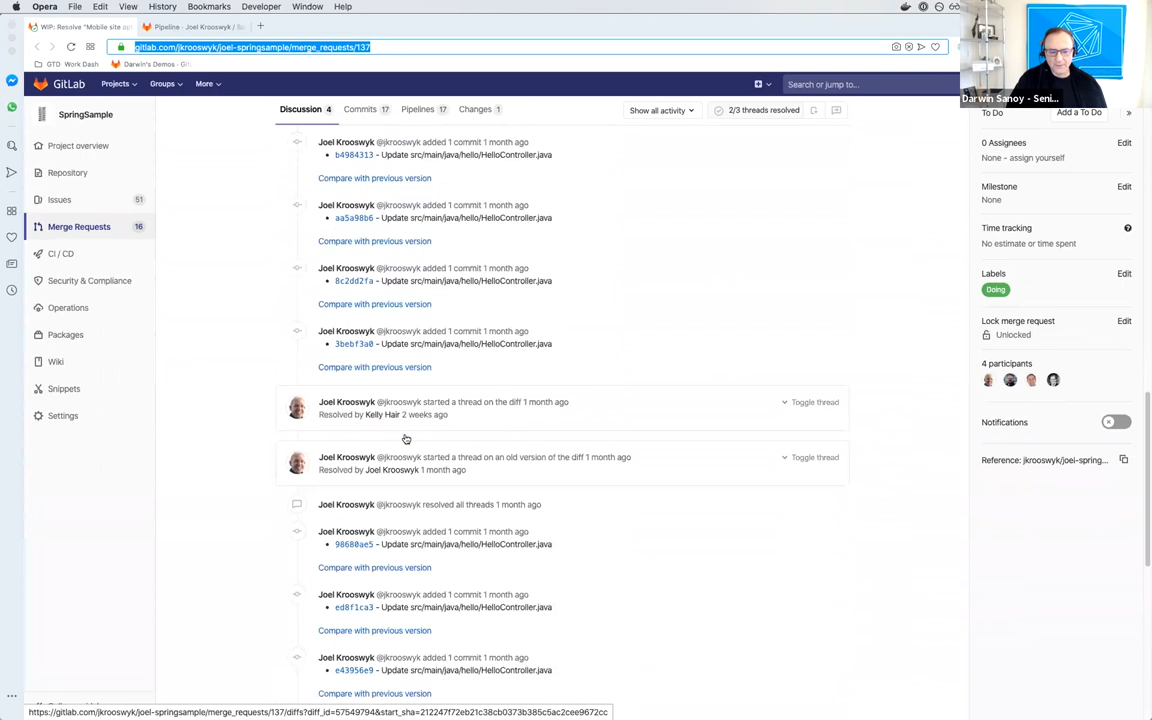 Opera File Edit View History Bookmarks Developer Window Help
WIP: Resolve "Mobile site
Pipeline · Joel Krooswyk /
gitlab.com/jkrooswyk/joel-springsample/merge_requests/137
GTD Work Dash Darwin's Demos
GitLab Projects Groups More Search or jump to...
Darwin Sanoy - Seni...
SpringSample
Project overview
Repository
Issues 51
Merge Requests 16
CI / CD
Security & Compliance
Operations
Packages
Wiki
Snippets
Settings
Discussion 4 Commits 17 Pipelines 17 Changes 1 Show all activity 2/3 threads resolved
Joel Krooswyk @jkrooswyk added 1 commit 1 month ago
• b4984313 - Update src/main/java/hello/HelloController.java
Compare with previous version
Joel Krooswyk @jkrooswyk added 1 commit 1 month ago
• aa5a98b6 - Update src/main/java/hello/HelloController.java
Compare with previous version
Joel Krooswyk @jkrooswyk added 1 commit 1 month ago
• 8c2dd2fa - Update src/main/java/hello/HelloController.java
Compare with previous version
Joel Krooswyk @jkrooswyk added 1 commit 1 month ago
• 3bebf3a0 - Update src/main/java/hello/HelloController.java
Compare with previous version
Joel Krooswyk @jkrooswyk started a thread on the diff 1 month ago Toggle thread
Resolved by Kelly Hair 2 weeks ago
Joel Krooswyk @jkrooswyk started a thread on an old version of the diff 1 month ago Toggle thread
Resolved by Joel Krooswyk 1 month ago
Joel Krooswyk @jkrooswyk resolved all threads 1 month ago
Joel Krooswyk @jkrooswyk added 1 commit 1 month ago
• 98680ae5 - Update src/main/java/hello/HelloController.java
Compare with previous version
Joel Krooswyk @jkrooswyk added 1 commit 1 month ago
• ed8f1ca3 - Update src/main/java/hello/HelloController.java
Compare with previous version
Joel Krooswyk @jkrooswyk added 1 commit 1 month ago
• e43956e9 - Update src/main/java/hello/HelloController.java
Compare with previous version
To Do Add a To Do
0 Assignees Edit
None - assign yourself
Milestone Edit
None
Time tracking
No estimate or time spent
Labels Edit
Doing
Lock merge request Edit
Unlocked
4 participants
Notifications
Reference: jkrooswyk/joel-spring...
https://gitlab.com/jkrooswyk/joel-springsample/merge_requests/137/diffs?diff_id=57549794&start_sha=212247f72eb21c38cb0373b385c5ac2cee9672cc